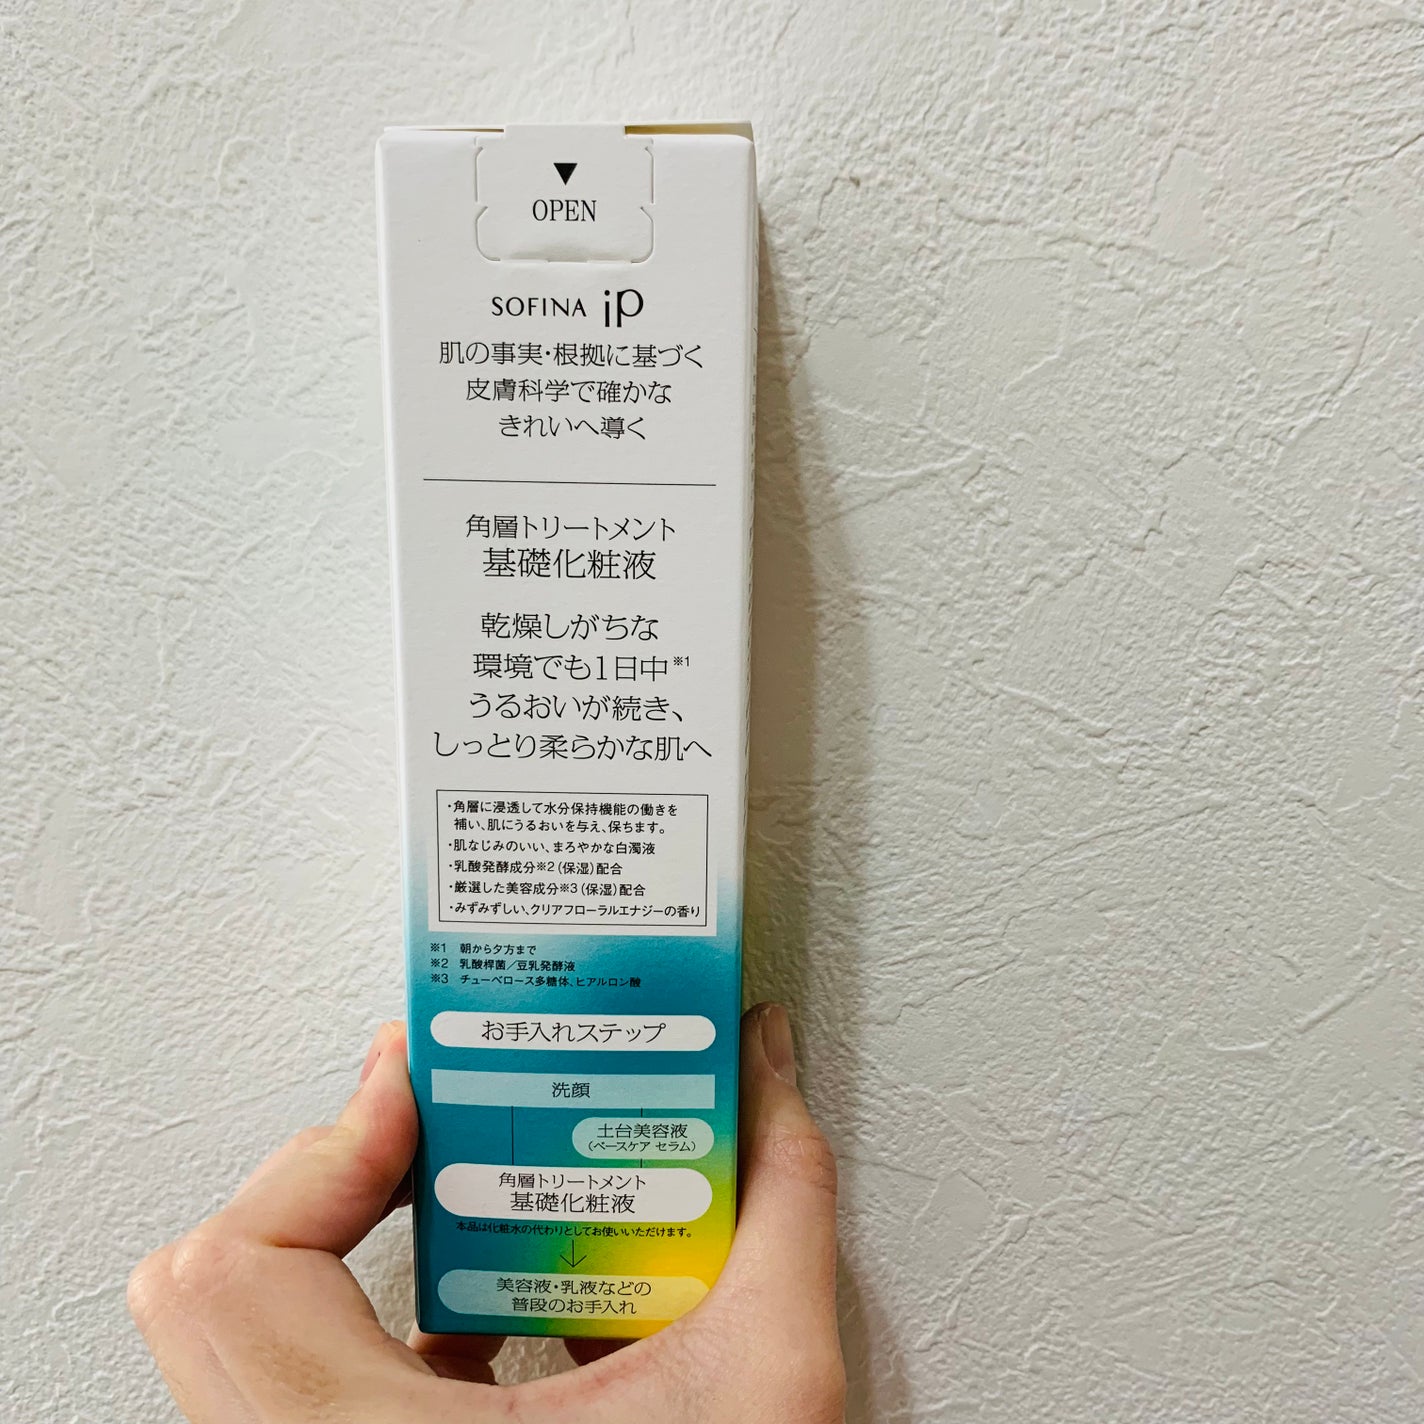 ▼
OPEN
SOFINA iP
肌の事実・根拠に基づく
皮膚科学で確かな
きれいへ導く
角層トリートメント
基礎化粧液
乾燥しがちな
環境でも1日中※1
うるおいが続き、
しっとり柔らかな肌へ
・角層に浸透して水分保持機能の働きを
補い、肌にうるおいを与え、保ちます。
・肌なじみのいい、まろやかな白濁液
・乳酸発酵成分※2（保湿）配合
・厳選した美容成分※3（保湿）配合
・みずみずしい、クリアフローラルエナジーの香り
※1 朝から夕方まで
※2 乳酸桿菌／豆乳発酵液
※3 チューベロース多糖体、ヒアルロン酸
お手入れステップ
洗顔
土台美容液
（ベースケア セラム）
角層トリートメント
基礎化粧液
本品は化粧水の代わりとしてお使いいただけます。
美容液・乳液などの
普段のお手入れ